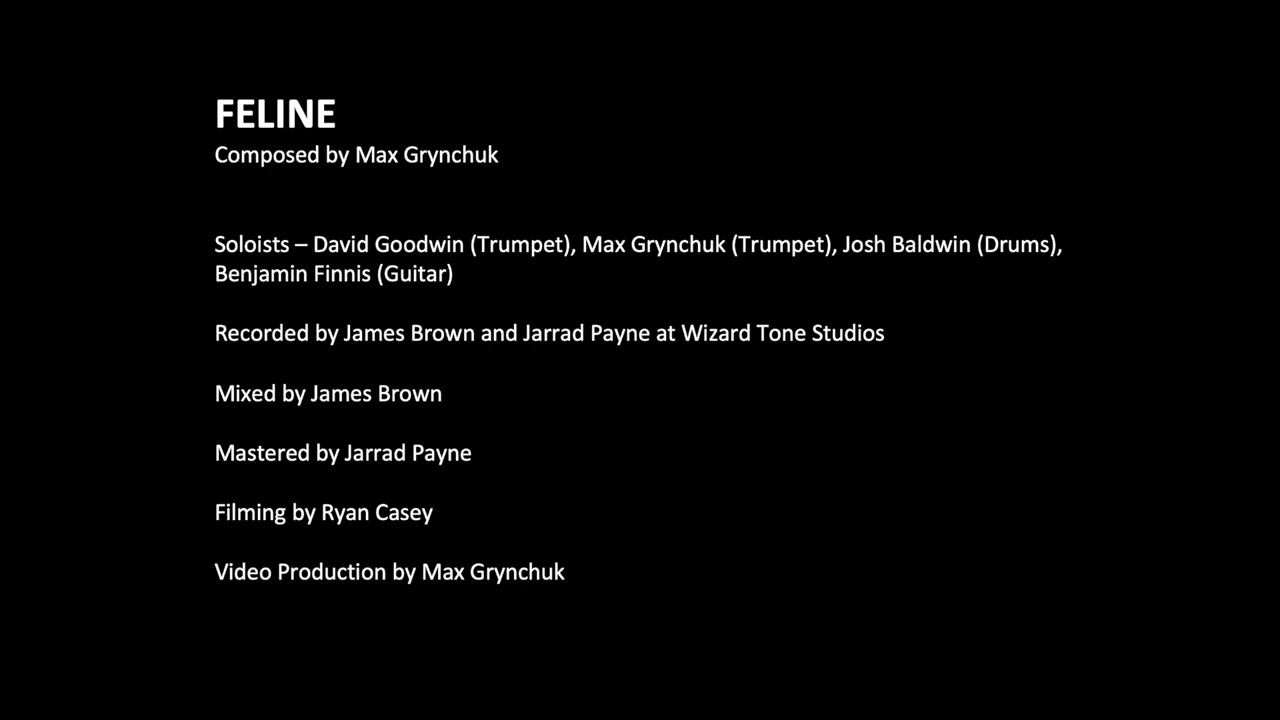 FELINE
Composed by Max Grynchuk
Soloists – David Goodwin (Trumpet), Max Grynchuk (Trumpet), Josh Baldwin (Drums),
Benjamin Finnis (Guitar)
Recorded by James Brown and Jarrad Payne at Wizard Tone Studios
Mixed by James Brown
Mastered by Jarrad Payne
Filming by Ryan Casey
Video Production by Max Grynchuk